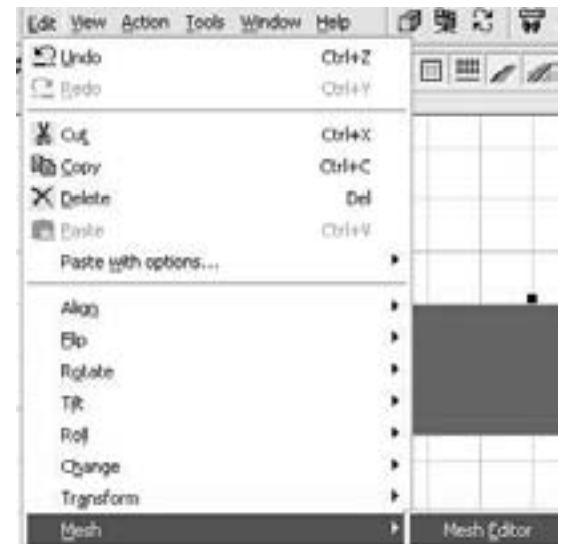 Edit View Action Tools Window Help
Undo Ctrl+Z
Redo Ctrl+Y
Cut Ctrl+X
Copy Ctrl+C
Delete Del
Paste Ctrl+V
Paste with options...
Align
Flip
Rotate
Tilt
Roll
Change
Transform
Mesh Mesh Editor